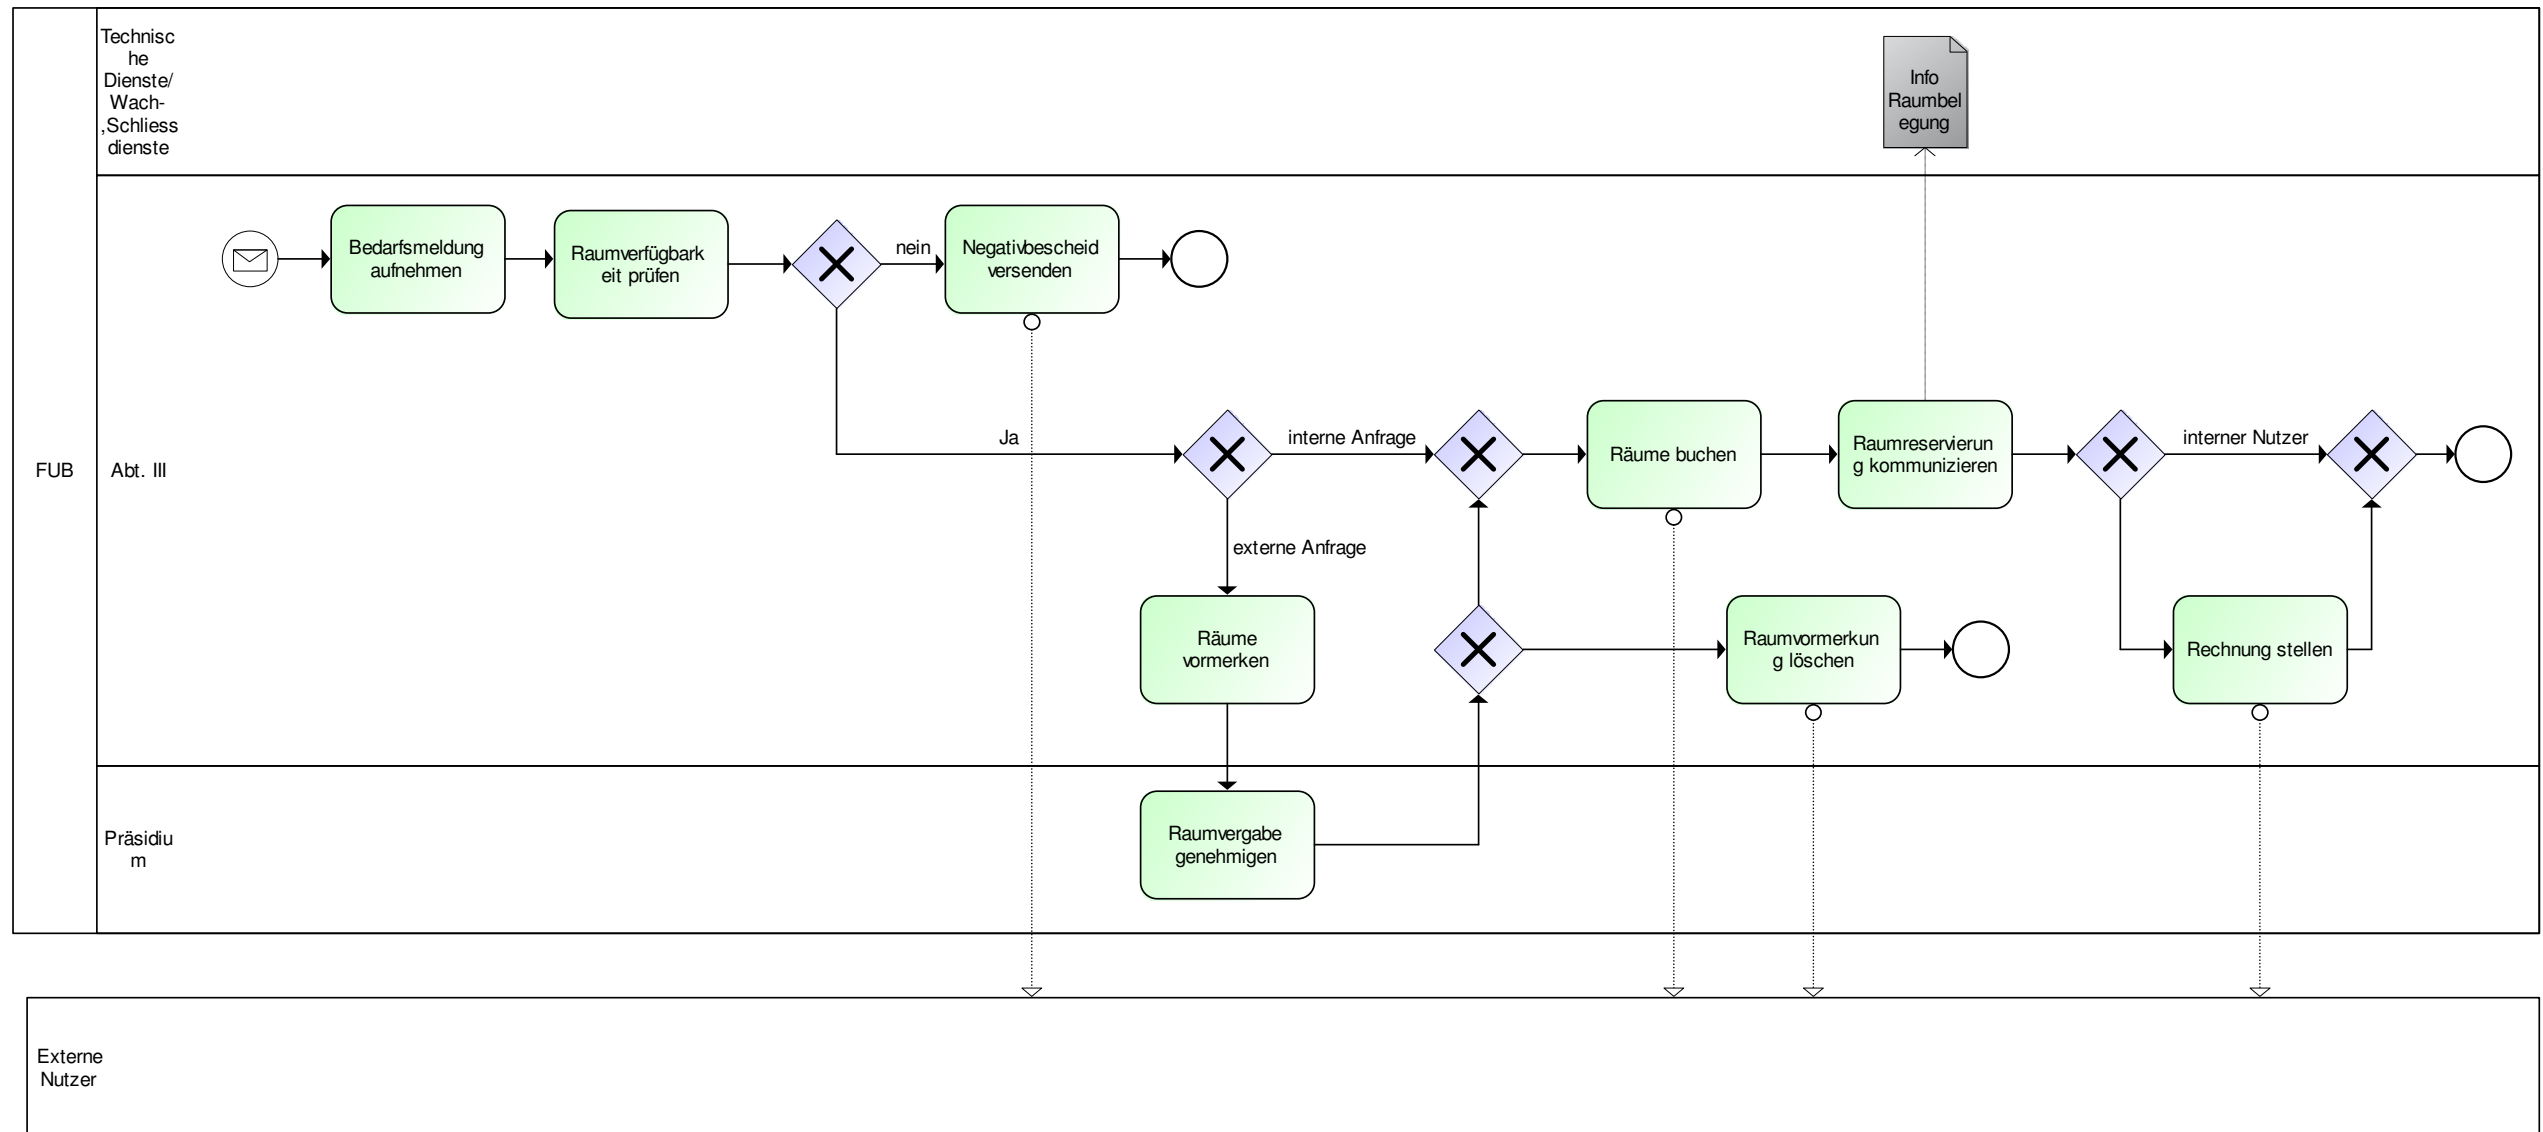 Technisc
he
Dienste/
Wach-
,Schliess
dienste
Info
Raumbel
egung
FUB
Abt. III
Bedarfsmeldung
aufnehmen
Raumverfügbark
eit prüfen
nein
Negativbescheid
versenden
Ja
interne Anfrage
externe Anfrage
Räume buchen
Raumreservierun
g kommunizieren
interner Nutzer
Räume
vormerken
Raumvormerkun
g löschen
Rechnung stellen
Präsidiu
m
Raumvergabe
genehmigen
Externe
Nutzer